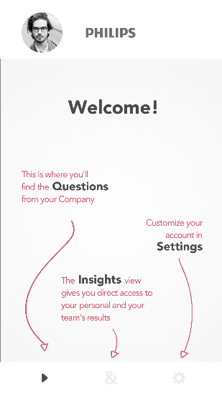 PHILIPS
Welcome!
This is where you'll
find the Questions
from your Company
Customize your
account in
Settings
The Insights view
gives you direct access to
your personal and your
team's results
&